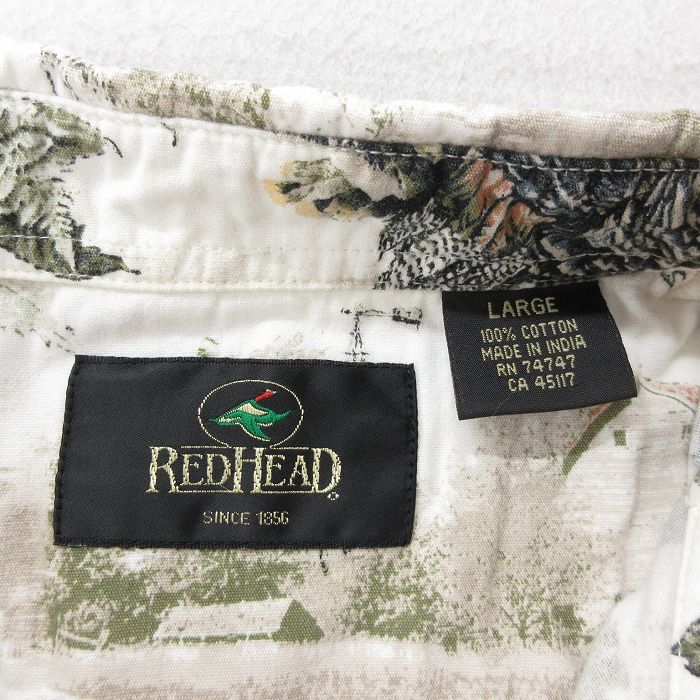 LARGE
100% COTTON
MADE IN INDIA
RN 74747
CA 45117
REDHEAD®
SINCE 1856